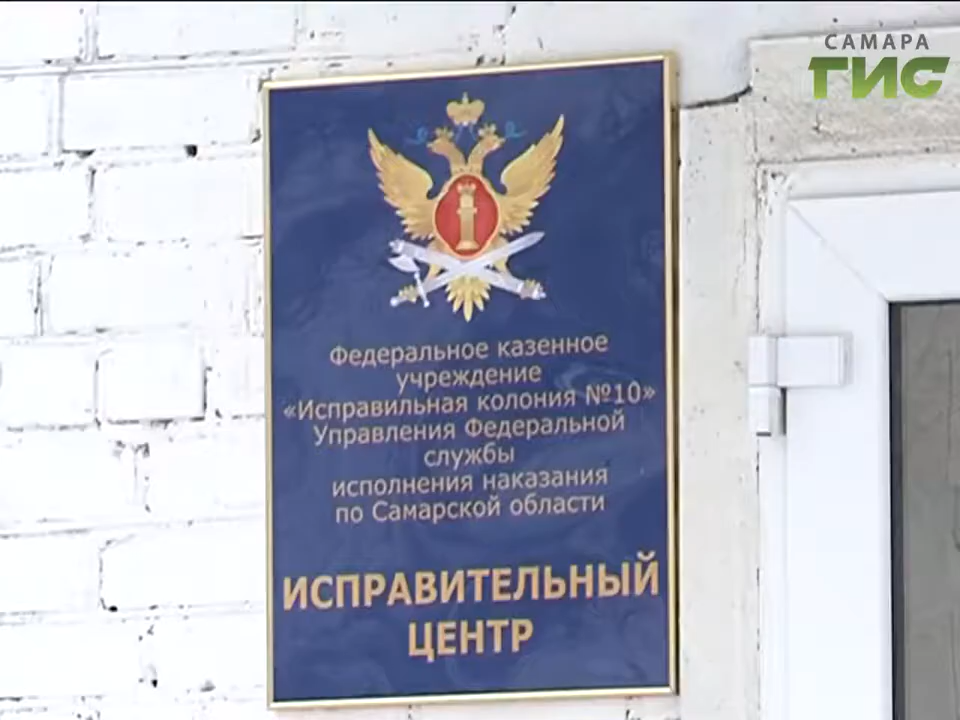 САМАРА
ГИС
Федеральное казенное
учреждение
«Исправильная колония №10»
Управления Федеральной
службы
исполнения наказания
по Самарской области
ИСПРАВИТЕЛЬНЫЙ
ЦЕНТР